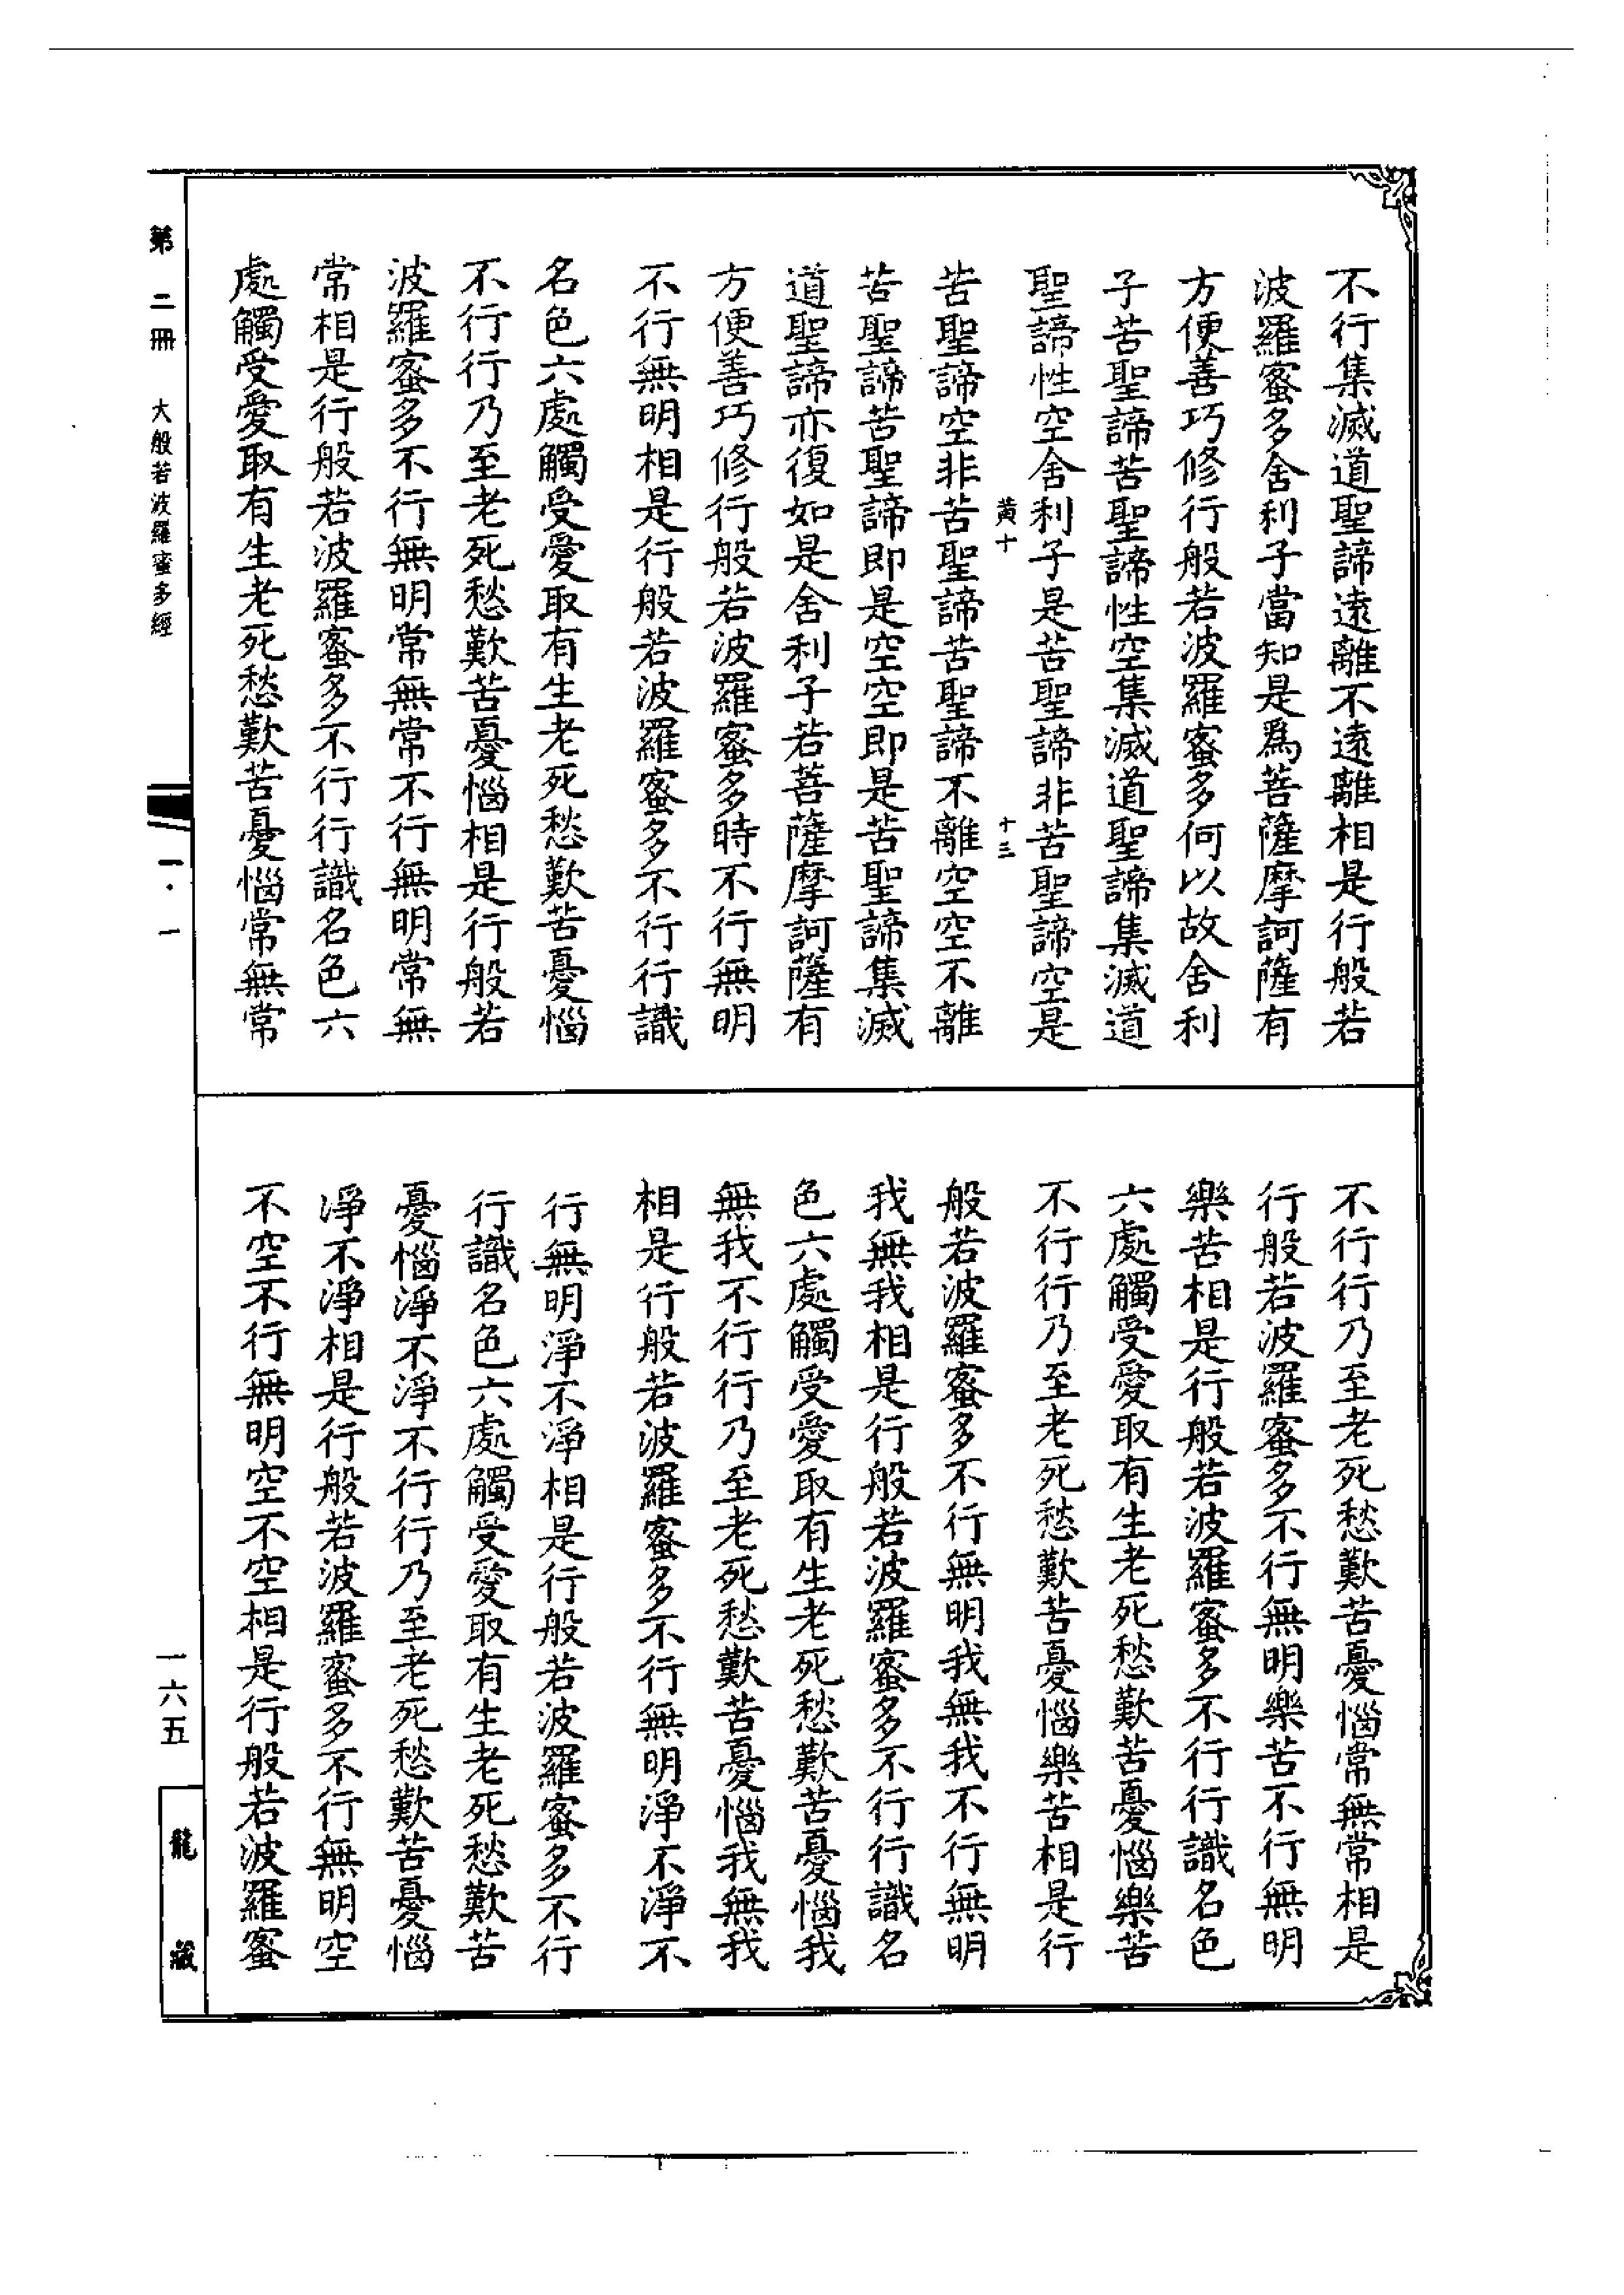 不行集滅道聖諦遠離不遠離相是行般若
波羅蜜多舍利子當知是爲菩薩摩訶薩有
方便善巧修行般若波羅蜜多何以故舍利
子苦聖諦苦聖諦性空集滅道聖諦集滅道
聖諦性空舍利子是苦聖諦非苦聖諦空是
黃十 十三
苦聖諦空非苦聖諦苦聖諦不離空空不離
苦聖諦苦聖諦即是空空即是苦聖諦集滅
道聖諦亦復如是舍利子若菩薩摩訶薩有
方便善巧修行般若波羅蜜多時不行無明
不行無明相是行般若波羅蜜多不行行識
名色六處觸受愛取有生老死愁歎苦憂惱
不行行乃至老死愁歎苦憂惱相是行般若
波羅蜜多不行無明常無常不行無明常無
常相是行般若波羅蜜多不行行識名色六
處觸受愛取有生老死愁歎苦憂惱常無常
不行行乃至老死愁歎苦憂惱常無常相是
行般若波羅蜜多不行無明樂苦不行無明
樂苦相是行般若波羅蜜多不行行識名色
六處觸受愛取有生老死愁歎苦憂惱樂苦
不行行乃至老死愁歎苦憂惱樂苦相是行
般若波羅蜜多不行無明我無我不行無明
我無我相是行般若波羅蜜多不行行識名
色六處觸受愛取有生老死愁歎苦憂惱我
無我不行行乃至老死愁歎苦憂惱我無我
相是行般若波羅蜜多不行無明淨不淨不
行無明淨不淨相是行般若波羅蜜多不行
行識名色六處觸受愛取有生老死愁歎苦
憂惱淨不淨不行行乃至老死愁歎苦憂惱
淨不淨相是行般若波羅蜜多不行無明空
不空不行無明空不空相是行般若波羅蜜
第二冊 大般若波羅蜜多經
一·一
一六五
龍藏